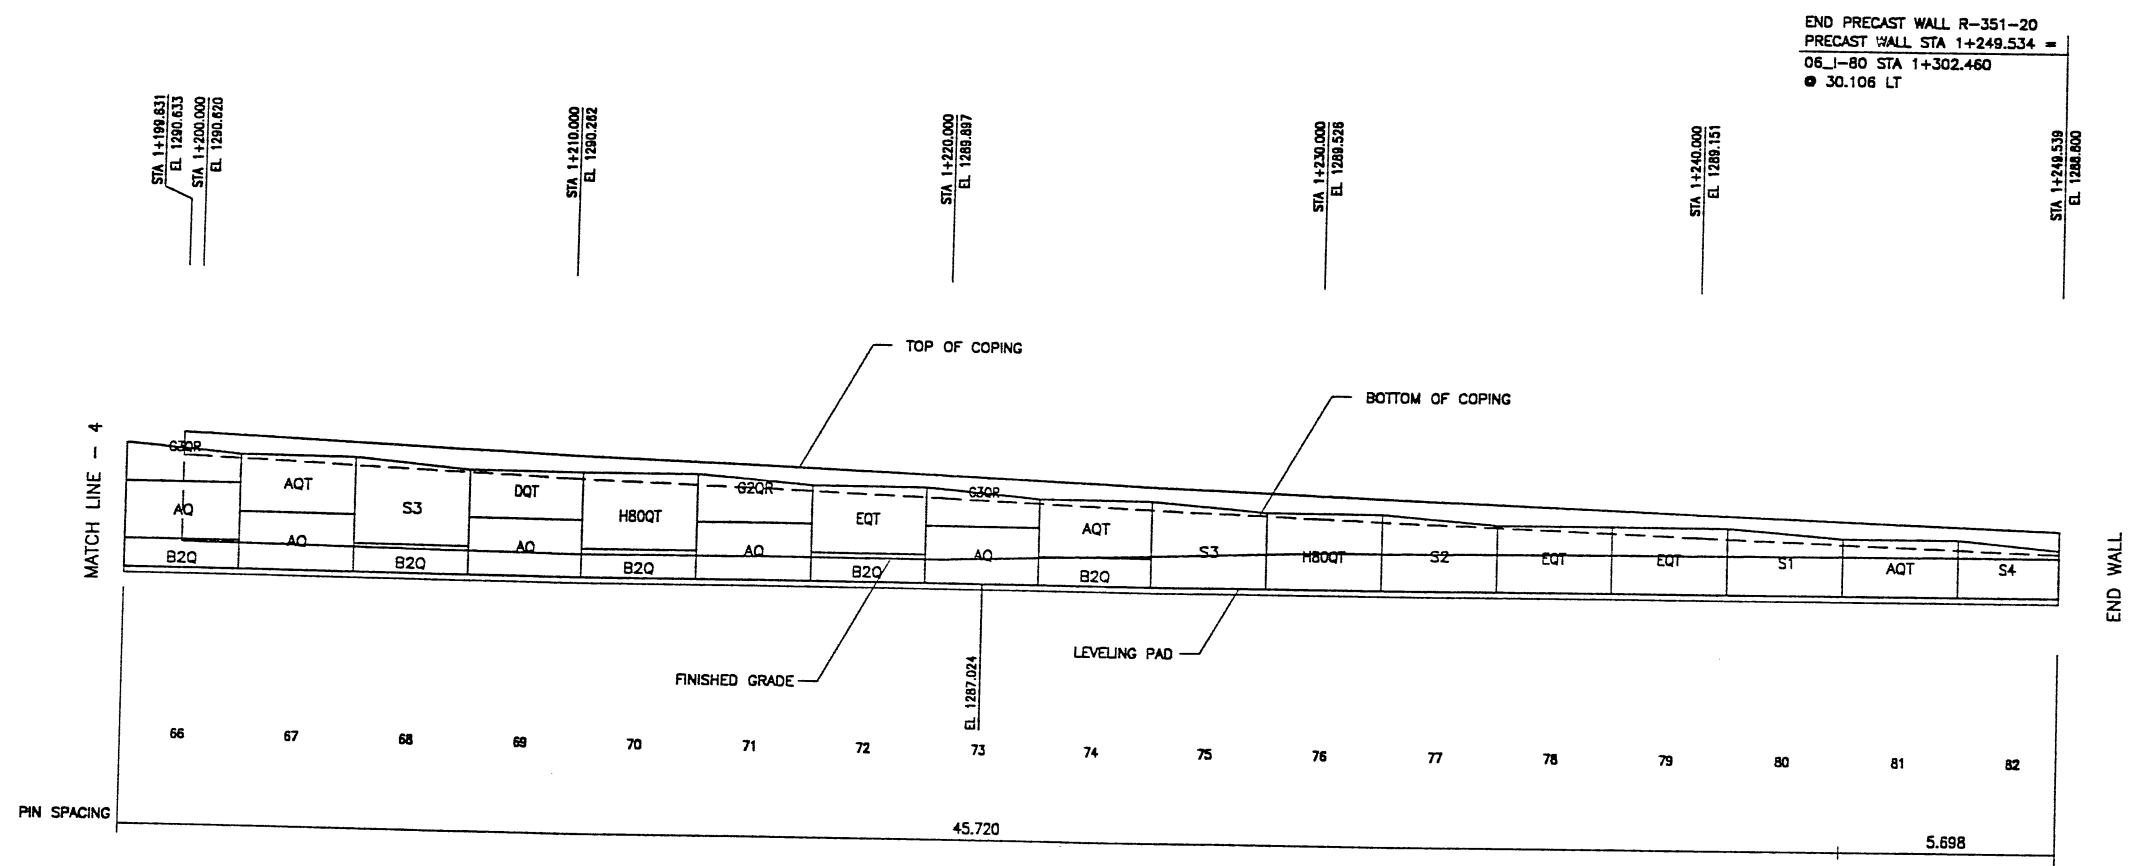 END PRECAST WALL R-351-20
PRECAST WALL STA 1+249.534 =
06_I-80 STA 1+302.460
@ 30.106 LT
STA 1+199.631
EL 1290.633
STA 1+200.000
EL 1290.620
STA 1+210.000
EL 1290.262
STA 1+220.000
EL 1289.897
STA 1+230.000
EL 1289.526
STA 1+240.000
EL 1289.151
STA 1+249.539
EL 1288.800
TOP OF COPING
BOTTOM OF COPING
MATCH LINE - 4
END WALL
G3QR
AQ
B2Q
AQT
AQ
S3
B2Q
DQT
AQ
H80QT
B2Q
G2QR
AQ
EQT
B2Q
G3QR
AQ
AQT
B2Q
S3
H80QT
S2
EQT
EQT
S1
AQT
S4
LEVELING PAD
FINISHED GRADE
EL 1287.024
66 67 68 69 70 71 72 73 74 75 76 77 78 79 80 81 82
PIN SPACING
45.720
5.698